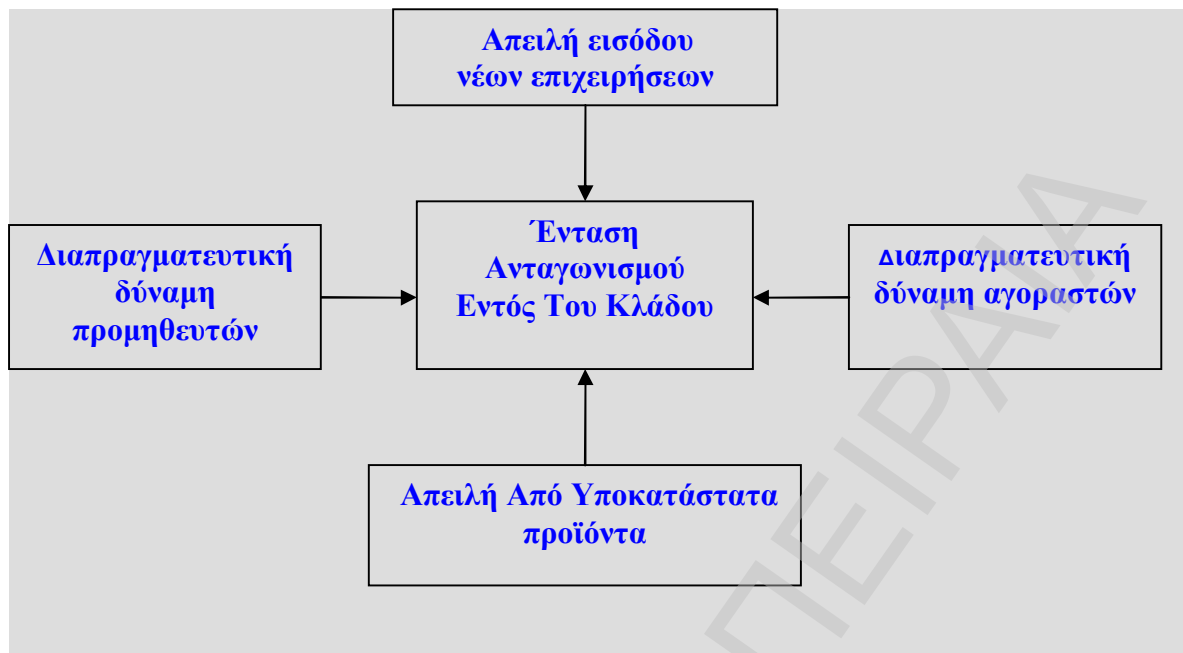 Απειλή εισόδου
νέων επιχειρήσεων
Διαπραγματευτική
δύναμη
προμηθευτών
Ένταση
Ανταγωνισμού
Εντός Του Κλάδου
Διαπραγματευτική
δύναμη αγοραστών
Απειλή Από Υποκατάστατα
προϊόντα
ΠΕΙΡΑΙΑ